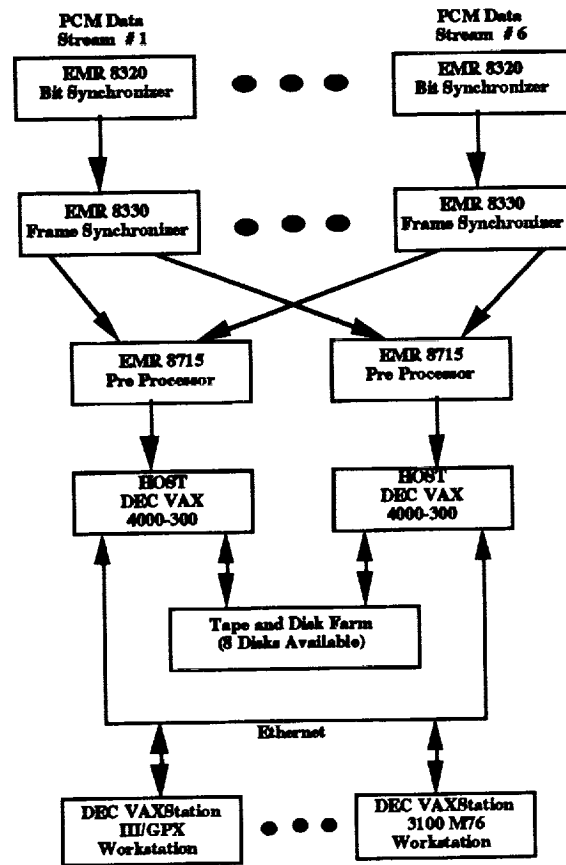 PCM Data
Stream # 1
PCM Data
Stream # 6
EMR 8320
Bit Synchronizer
EMR 8320
Bit Synchronizer
EMR 8330
Frame Synchronizer
EMR 8330
Frame Synchronizer
EMR 8715
Pre Processor
EMR 8715
Pre Processor
HOST
DEC VAX
4000-300
HOST
DEC VAX
4000-300
Tape and Disk Farm
(8 Disks Available)
Ethernet
DEC VAXStation
III/GPX
Workstation
DEC VAXStation
3100 M76
Workstation